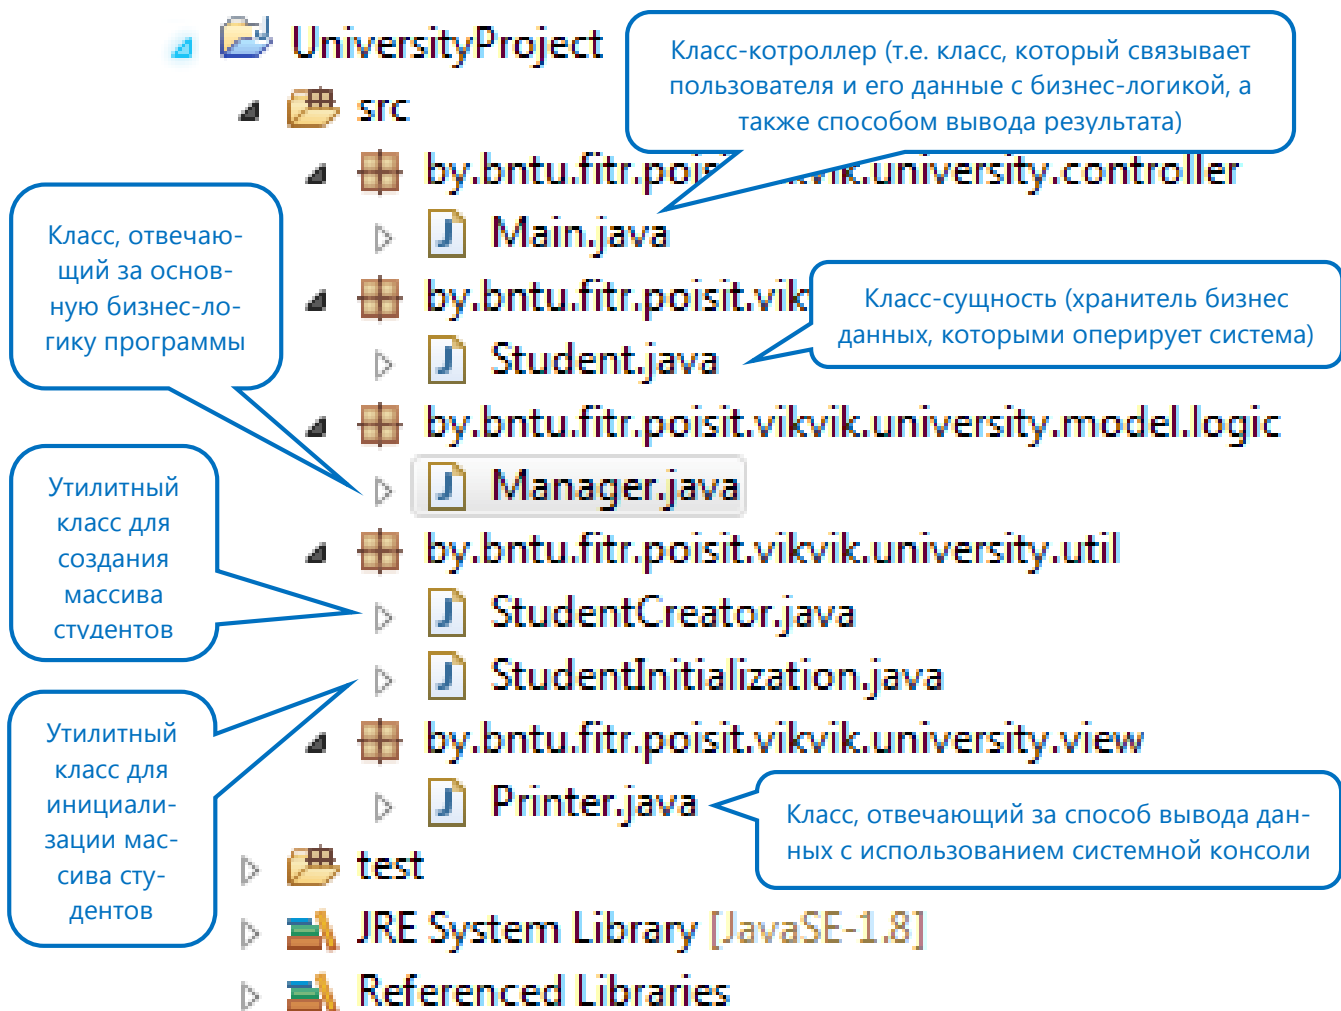 UniversityProject
Класс-котроллер (т.е. класс, который связывает
пользователя и его данные с бизнес-логикой, а
также способом вывода результата)
src
by.bntu.fitr.pois vikvik.university.controller
Main.java
Класс, отвечаю-
щий за основ-
ную бизнес-ло-
гику программы
by.bntu.fitr.poisit.vikv
Класс-сущность (хранитель бизнес
данных, которыми оперирует система)
Student.java
by.bntu.fitr.poisit.vikvik.university.model.logic
Manager.java
Утилитный
класс для
создания
массива
студентов
by.bntu.fitr.poisit.vikvik.university.util
StudentCreator.java
StudentInitialization.java
Утилитный
класс для
инициали-
зации мас-
сива сту-
дентов
by.bntu.fitr.poisit.vikvik.university.view
Printer.java
Класс, отвечающий за способ вывода дан-
ных с использованием системной консоли
test
JRE System Library [JavaSE-1.8]
Referenced Libraries